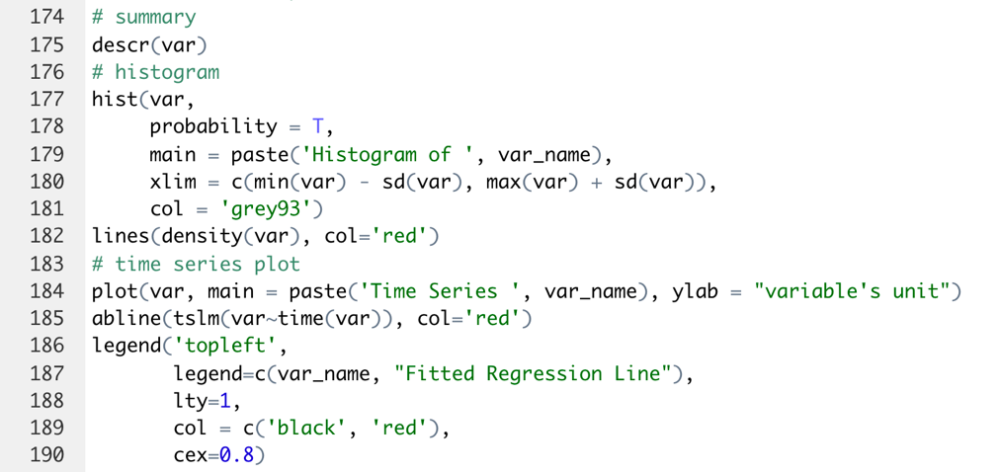 174 # summary
175 descr(var)
176 # histogram
177 hist(var,
178      probability = T,
179      main = paste('Histogram of ', var_name),
180      xlim = c(min(var) - sd(var), max(var) + sd(var)),
181      col = 'grey93')
182 lines(density(var), col='red')
183 # time series plot
184 plot(var, main = paste('Time Series ', var_name), ylab = "variable's unit")
185 abline(tslm(var~time(var)), col='red')
186 legend('topleft',
187        legend=c(var_name, "Fitted Regression Line"),
188        lty=1,
189        col = c('black', 'red'),
190        cex=0.8)